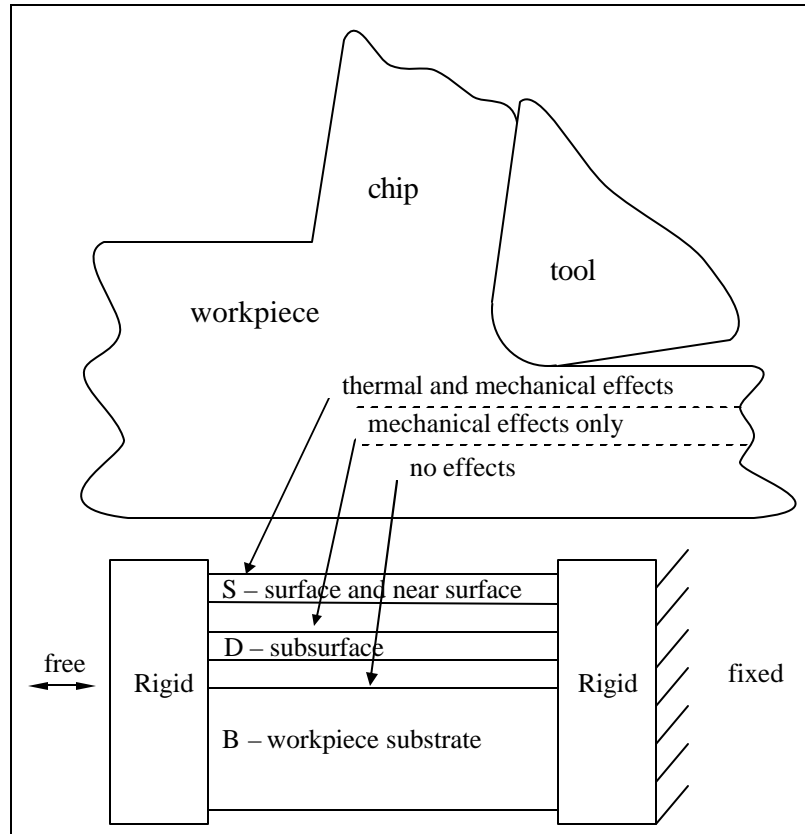 chip
tool
workpiece
thermal and mechanical effects
mechanical effects only
no effects
S – surface and near surface
D – subsurface
free
Rigid
Rigid
fixed
B – workpiece substrate